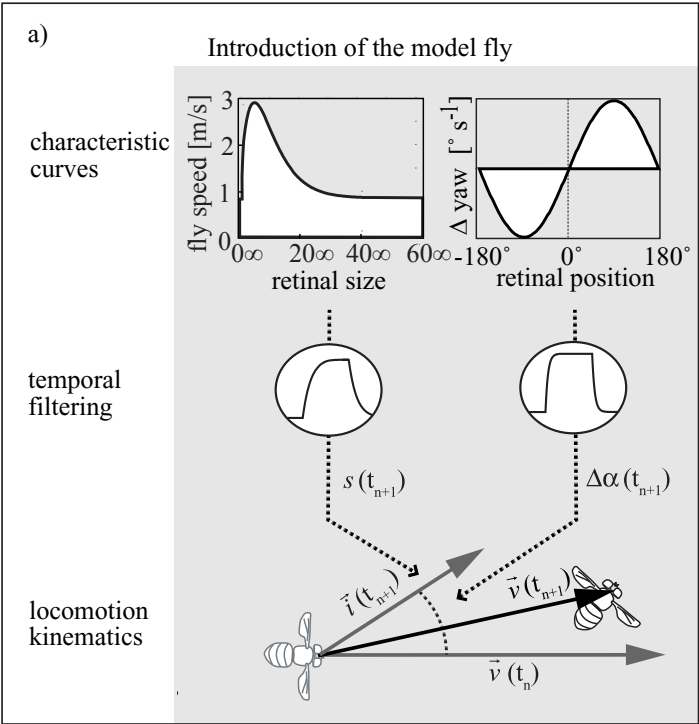 a)
Introduction of the model fly
characteristic
curves
fly speed [m/s]
3
2
1
0
0∞ 20∞ 40∞ 60∞
retinal size
Δ yaw [° s⁻¹]
-180° 0° 180°
retinal position
temporal
filtering
s (tₙ₊₁)
Δα (tₙ₊₁)
locomotion
kinematics
i⃗ (tₙ₊₁)
v⃗ (tₙ₊₁)
v⃗ (tₙ)